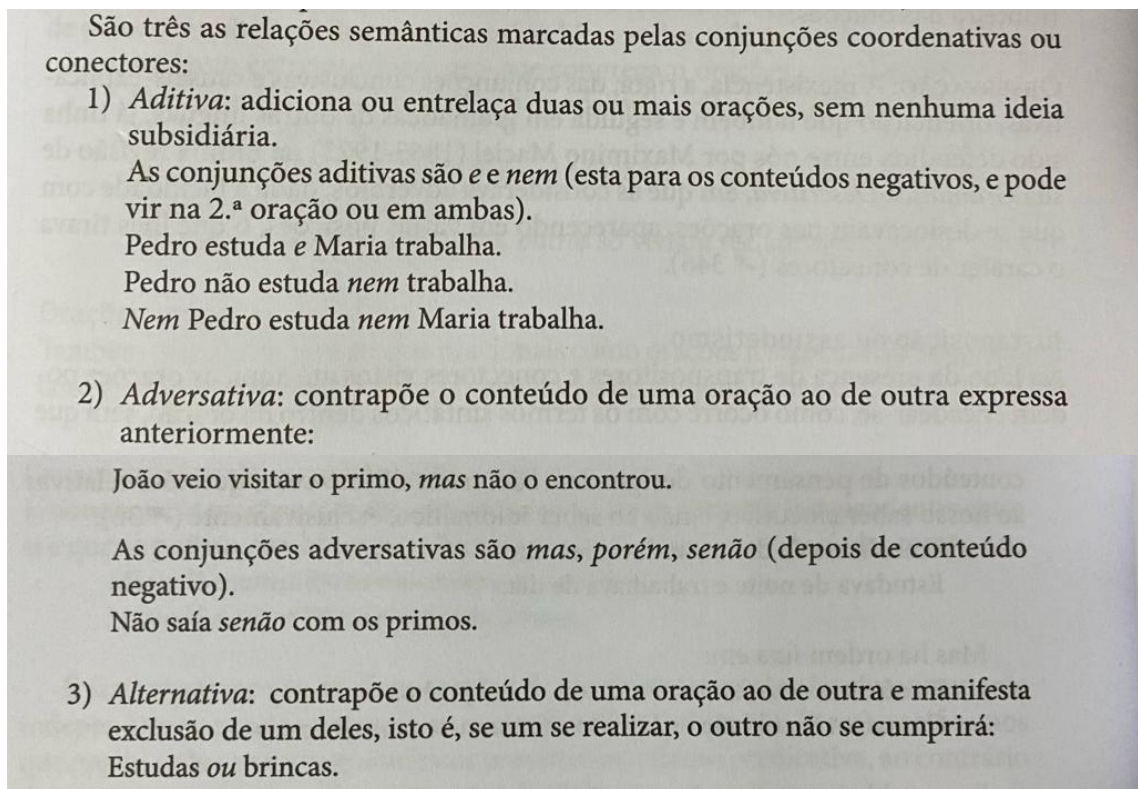 São três as relações semânticas marcadas pelas conjunções coordenativas ou
conectores:
1) Aditiva: adiciona ou entrelaça duas ou mais orações, sem nenhuma ideia
subsidiária.
As conjunções aditivas são e e nem (esta para os conteúdos negativos, e pode
vir na 2.ª oração ou em ambas).
Pedro estuda e Maria trabalha.
Pedro não estuda nem trabalha.
Nem Pedro estuda nem Maria trabalha.
2) Adversativa: contrapõe o conteúdo de uma oração ao de outra expressa
anteriormente:
João veio visitar o primo, mas não o encontrou.
As conjunções adversativas são mas, porém, senão (depois de conteúdo
negativo).
Não saía senão com os primos.
3) Alternativa: contrapõe o conteúdo de uma oração ao de outra e manifesta
exclusão de um deles, isto é, se um se realizar, o outro não se cumprirá:
Estudas ou brincas.